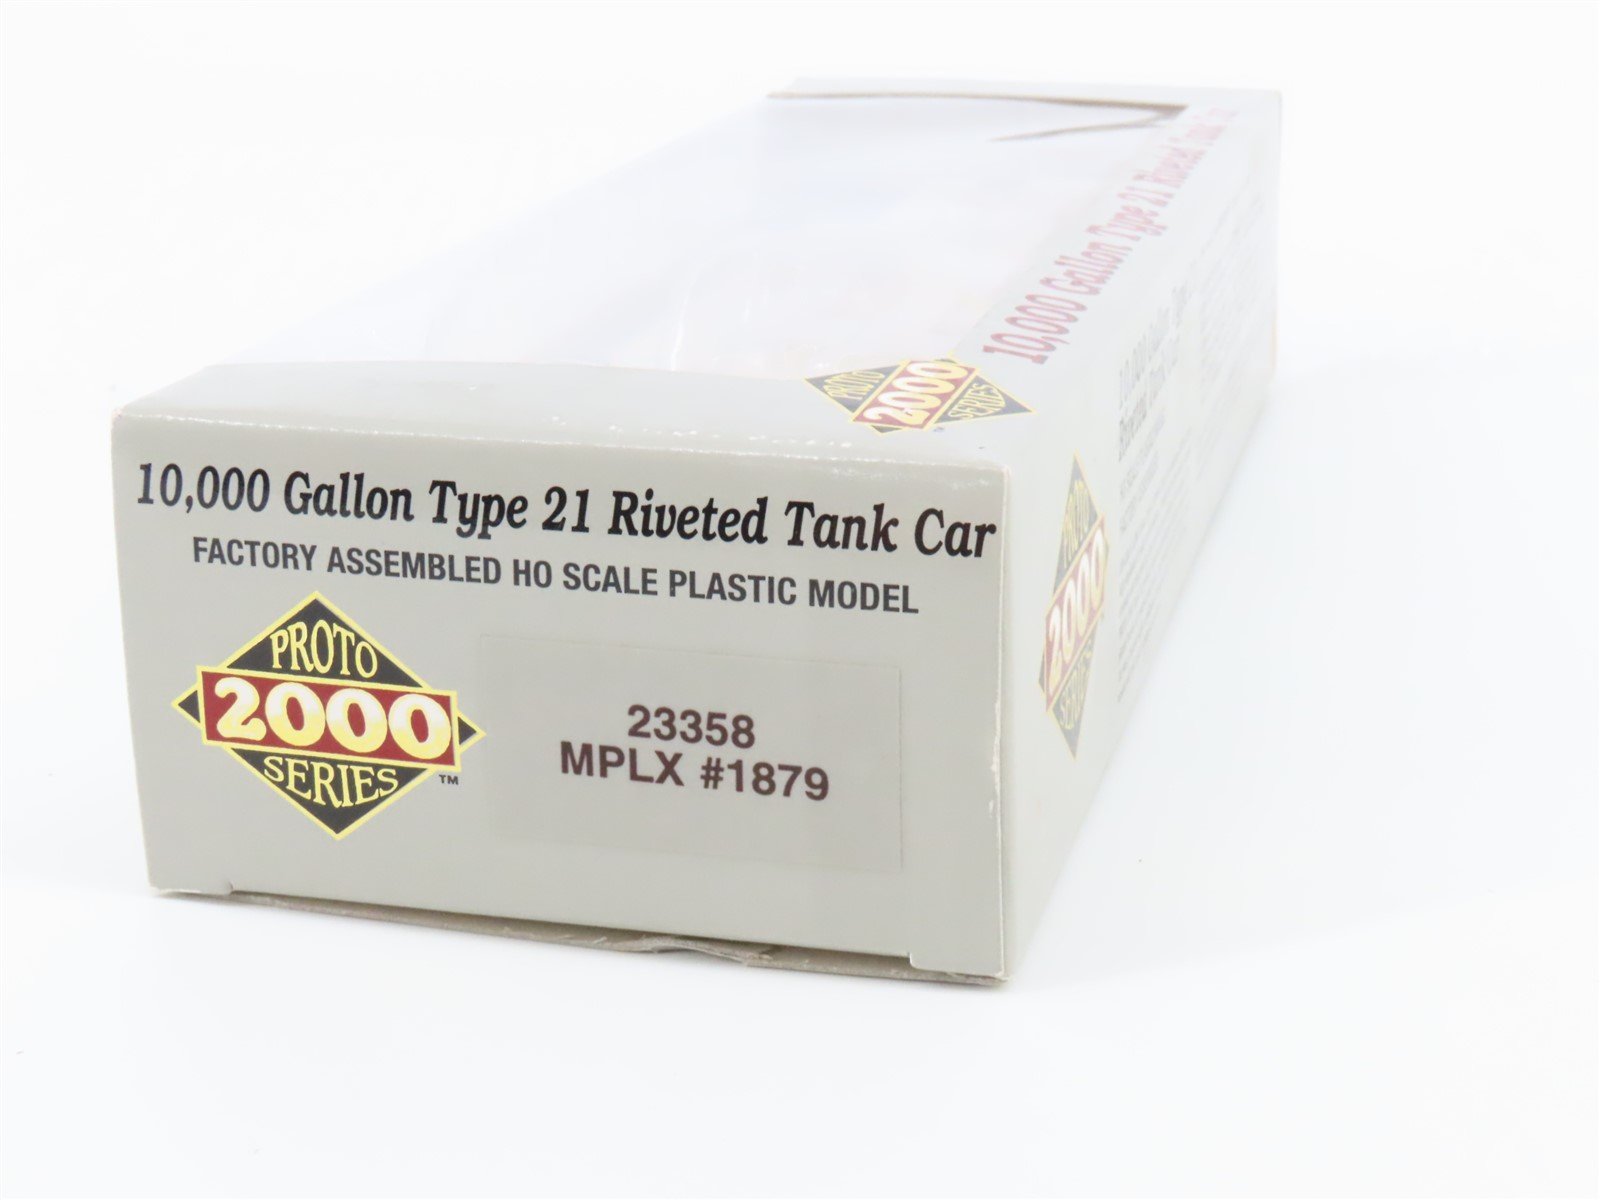 10,000 Gallon Type 21 Riveted Tank Car
PROTO
2000
SERIES
10,000 Gallon Type 21 Riveted Tank Car
FACTORY ASSEMBLED HO SCALE PLASTIC MODEL
PROTO
2000
SERIES
™
23358
MPLX #1879
PROTO
2000
SERIES